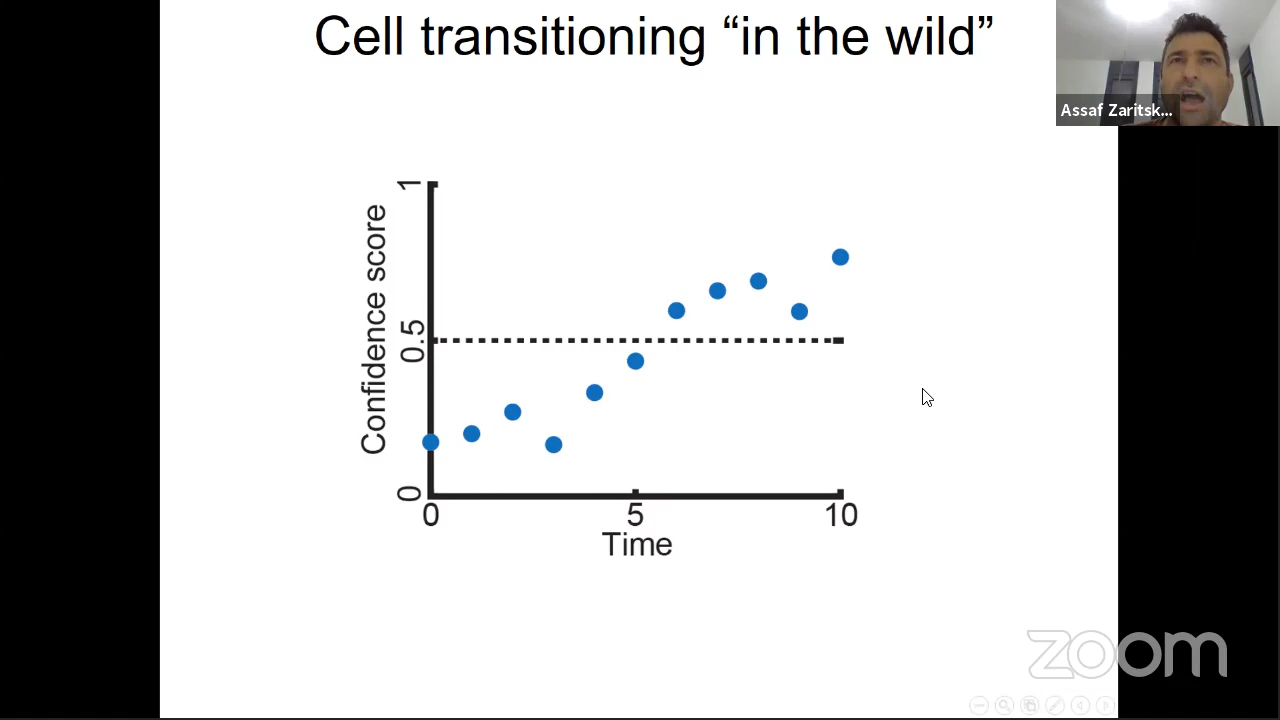 Cell transitioning “in the wild”
Assaf Zaritsk...
1
Confidence score
0.5
0
0
5
10
Time
zoom